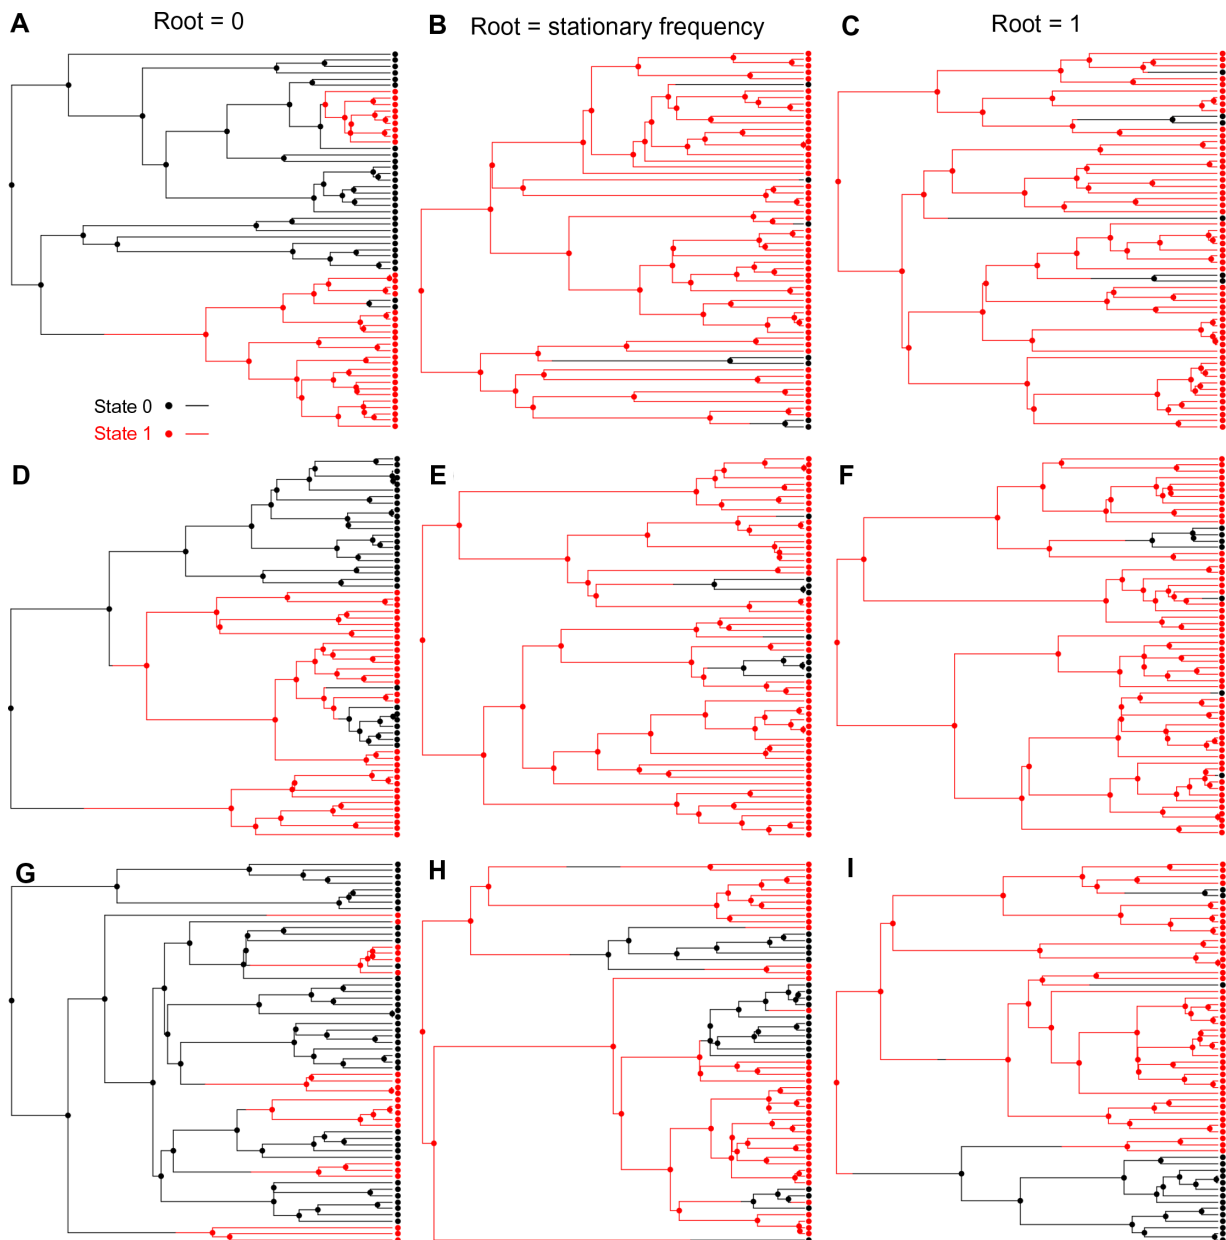 A Root = 0
B Root = stationary frequency
C Root = 1
State 0
State 1
D
E
F
G
H
I